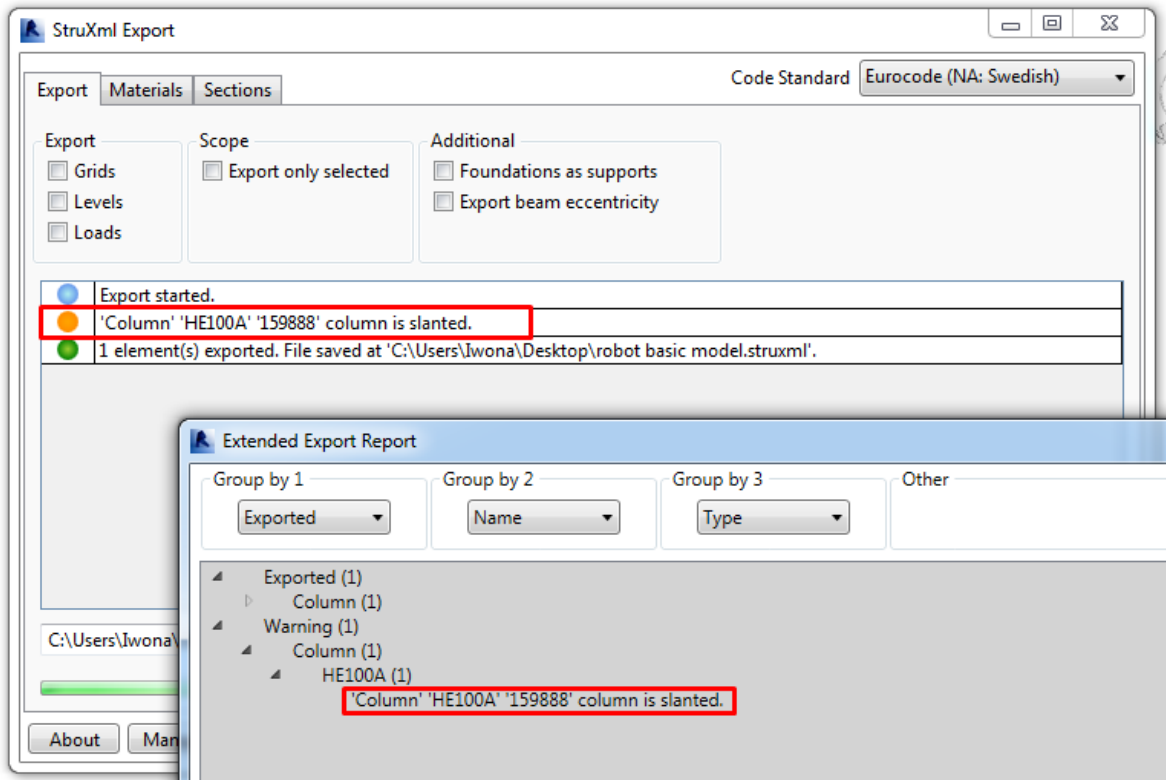 StruXml Export
Export Materials Sections Code Standard Eurocode (NA: Swedish)
Export Scope Additional
Grids Export only selected Foundations as supports
Levels Export beam eccentricity
Loads
Export started.
'Column' 'HE100A' '159888' column is slanted.
1 element(s) exported. File saved at 'C:\Users\Iwona\Desktop\robot basic model.struxml'.
Extended Export Report
Group by 1 Group by 2 Group by 3 Other
Exported Name Type
Exported (1)
Column (1)
Warning (1)
C:\Users\Iwona\
Column (1)
HE100A (1)
'Column' 'HE100A' '159888' column is slanted.
About Man